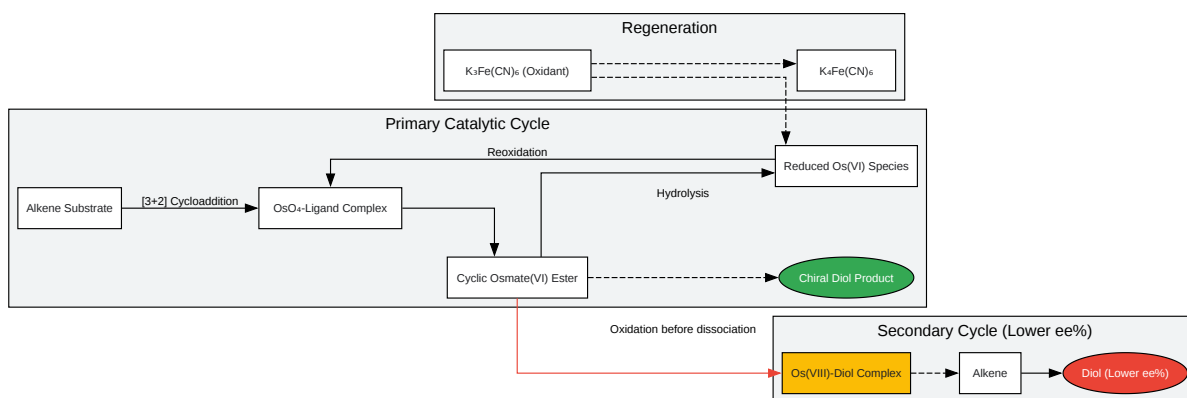 Regeneration
K₃Fe(CN)₆ (Oxidant)
K₄Fe(CN)₆
Primary Catalytic Cycle
Reoxidation
Reduced Os(VI) Species
Hydrolysis
Alkene Substrate
[3+2] Cycloaddition
OsO₄-Ligand Complex
Cyclic Osmate(VI) Ester
Chiral Diol Product
Oxidation before dissociation
Secondary Cycle (Lower ee%)
Os(VIII)-Diol Complex
Alkene
Diol (Lower ee%)